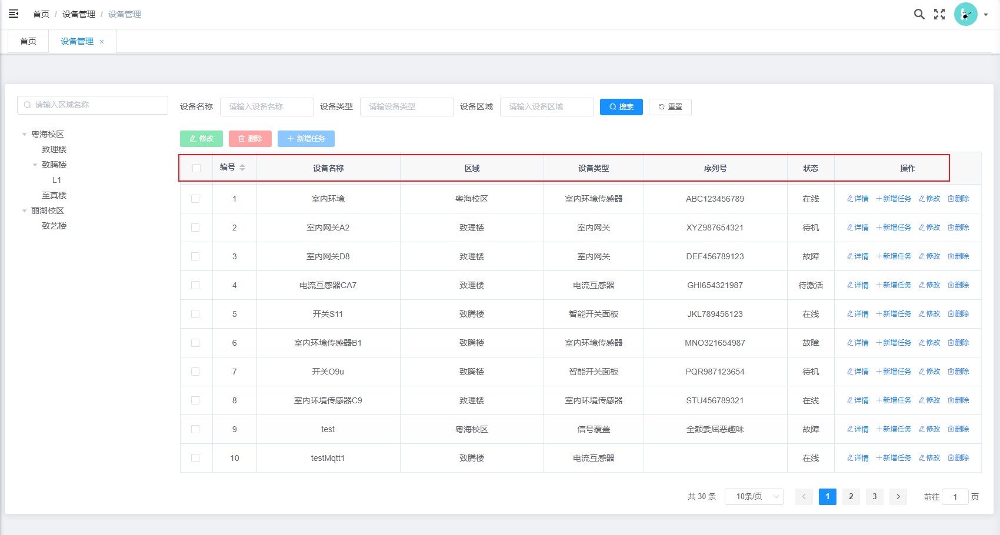 首页 / 设备管理 / 设备管理
首页 设备管理 ×
请输入区域名称
粤海校区
致理楼
致腾楼
L1
至真楼
丽湖校区
致艺楼
设备名称 请输入设备名称 设备类型 请输设备类型 设备区域 请输入设备区域 搜索 重置
修改 删除 新增任务
编号 设备名称 区域 设备类型 序列号 状态 操作
1 室内环境 粤海校区 室内环境传感器 ABC123456789 在线 详情 新增任务 修改 删除
2 室内网关A2 致理楼 室内网关 XYZ987654321 待机 详情 新增任务 修改 删除
3 室内网关D8 致理楼 室内网关 DEF456789123 故障 详情 新增任务 修改 删除
4 电流互感器CA7 致理楼 电流互感器 GHI654321987 待激活 详情 新增任务 修改 删除
5 开关S11 致腾楼 智能开关面板 JKL789456123 在线 详情 新增任务 修改 删除
6 室内环境传感器B1 致腾楼 室内环境传感器 MNO321654987 故障 详情 新增任务 修改 删除
7 开关O9u 致腾楼 智能开关面板 PQR987123654 待机 详情 新增任务 修改 删除
8 室内环境传感器C9 致理楼 室内环境传感器 STU456789321 在线 详情 新增任务 修改 删除
9 test 粤海校区 信号覆盖 全额委屈恶趣味 故障 详情 新增任务 修改 删除
10 testMqtt1 致腾楼 电流互感器 在线 详情 新增任务 修改 删除
共 30 条 10条/页 1 2 3 前往 1 页